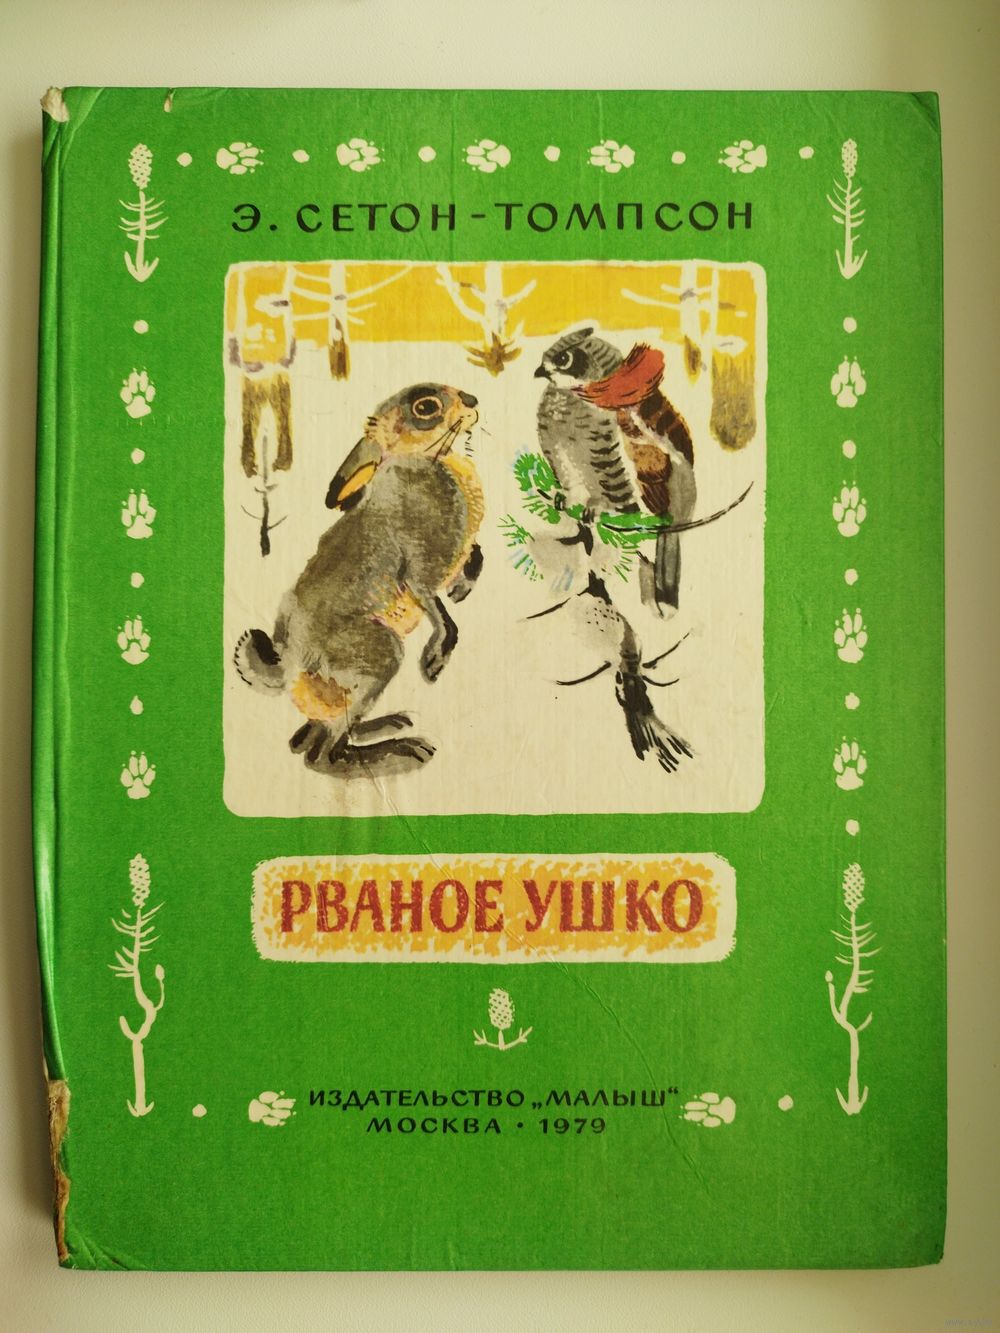 Э. СЕТОН-ТОМПСОН
РВАНОЕ УШКО
ИЗДАТЕЛЬСТВО „МАЛЫШ“
МОСКВА • 1979